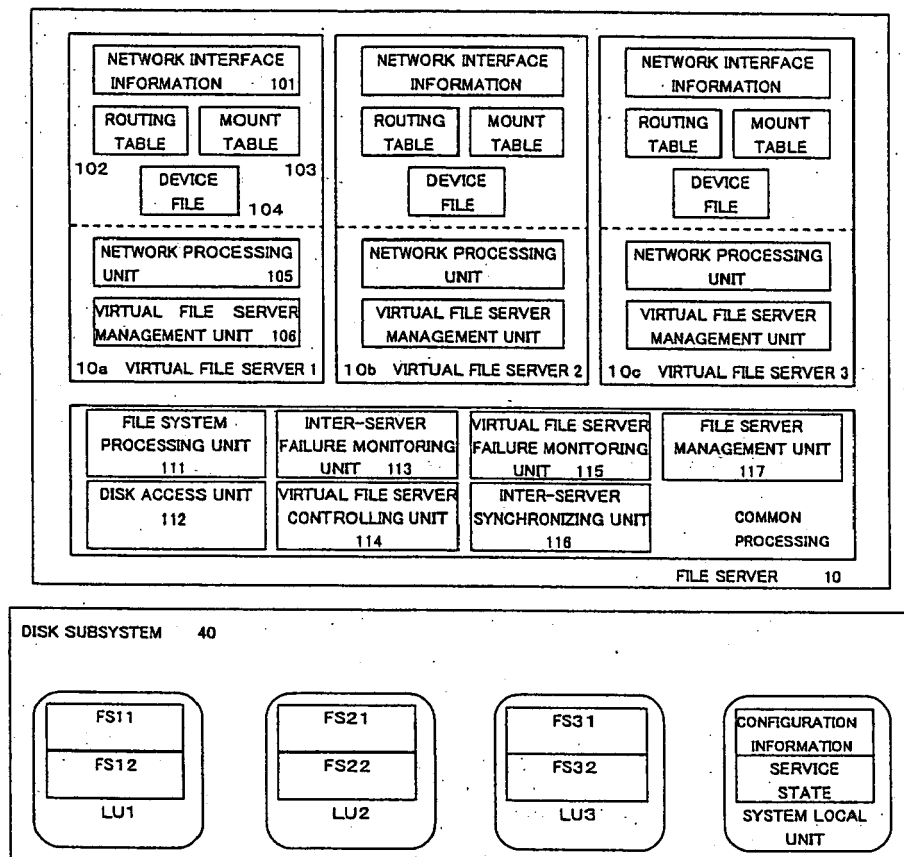 NETWORK INTERFACE
INFORMATION 101
ROUTING
TABLE
102
MOUNT
TABLE
103
DEVICE
FILE
104
NETWORK PROCESSING
UNIT 105
VIRTUAL FILE SERVER
MANAGEMENT UNIT 106
10a VIRTUAL FILE SERVER 1
NETWORK INTERFACE
INFORMATION
ROUTING
TABLE
MOUNT
TABLE
DEVICE
FILE
NETWORK PROCESSING
UNIT
VIRTUAL FILE SERVER
MANAGEMENT UNIT
10b VIRTUAL FILE SERVER 2
NETWORK INTERFACE
INFORMATION
ROUTING
TABLE
MOUNT
TABLE
DEVICE
FILE
NETWORK PROCESSING
UNIT
VIRTUAL FILE SERVER
MANAGEMENT UNIT
10c VIRTUAL FILE SERVER 3
FILE SYSTEM
PROCESSING UNIT
111
INTER-SERVER
FAILURE MONITORING
UNIT 113
VIRTUAL FILE SERVER
FAILURE MONITORING
UNIT 115
FILE SERVER
MANAGEMENT UNIT
117
DISK ACCESS UNIT
112
VIRTUAL FILE SERVER
CONTROLLING UNIT
114
INTER-SERVER
SYNCHRONIZING UNIT
116
COMMON
PROCESSING
FILE SERVER 10
DISK SUBSYSTEM 40
FS11
FS12
LU1
FS21
FS22
LU2
FS31
FS32
LU3
CONFIGURATION
INFORMATION
SERVICE
STATE
SYSTEM LOCAL
UNIT